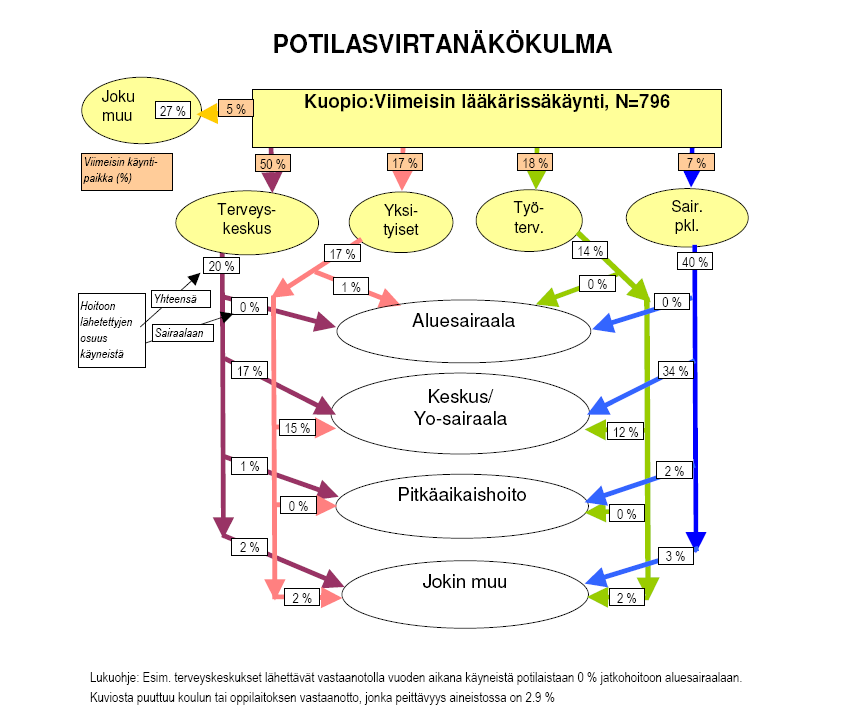 POTILASVIRTANÄKÖKULMA
Kuopio:Viimeisin lääkärissäkäynti, N=796
Joku
muu
27 %
5 %
Viimeisin käynti-
paikka (%)
50 %
17 %
18 %
7 %
Terveys-
keskus
Yksi-
tyiset
Työ-
terv.
Sair.
pkl.
20 %
17 %
14 %
40 %
1 %
0 %
Hoitoon
lähetettyjen
osuus
käyneistä
Yhteensä
Sairaalaan
0 %
Aluesairaala
0 %
17 %
Keskus/
Yo-sairaala
34 %
15 %
12 %
1 %
Pitkäaikaishoito
2 %
0 %
0 %
2 %
Jokin muu
3 %
2 %
2 %
Lukuohje: Esim. terveyskeskukset lähettävät vastaanotolla vuoden aikana käyneistä potilaistaan 0 % jatkohoitoon aluesairaalaan.
Kuviosta puuttuu koulun tai oppilaitoksen vastaanotto, jonka peittävyys aineistossa on 2.9 %